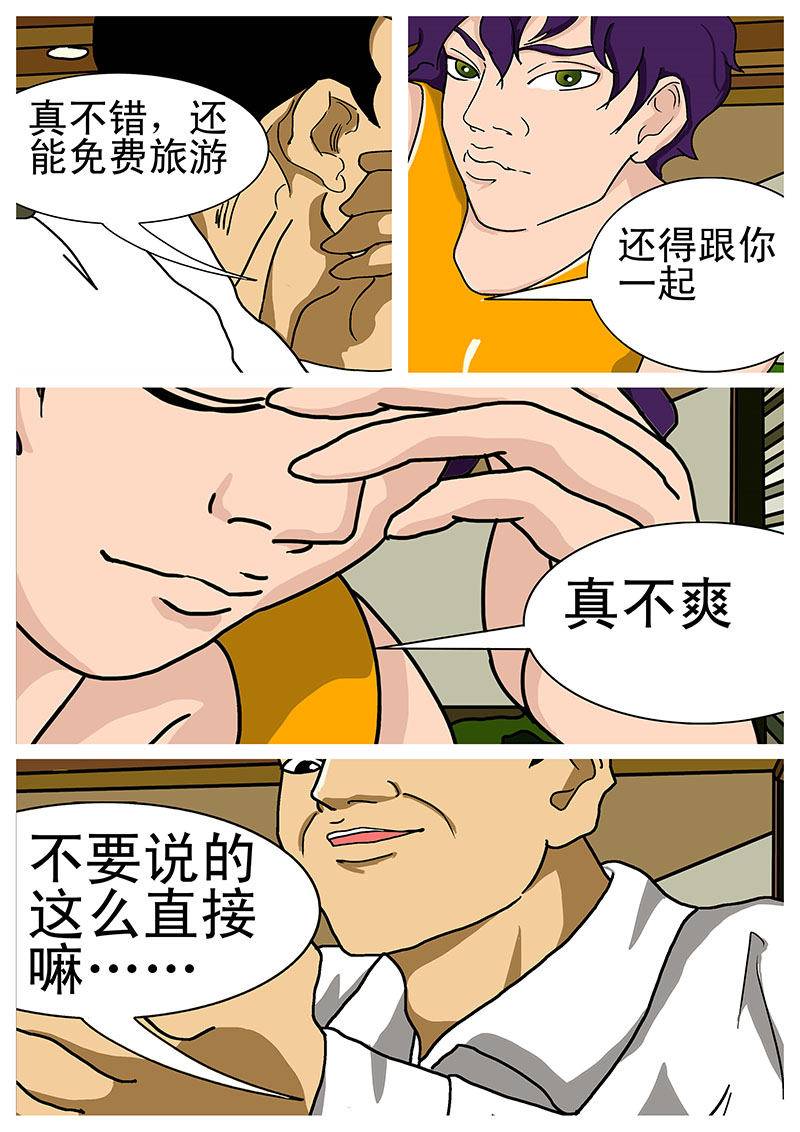 真不错，还
能免费旅游
还得跟你
一起
真不爽
不要说的
这么直接
嘛……